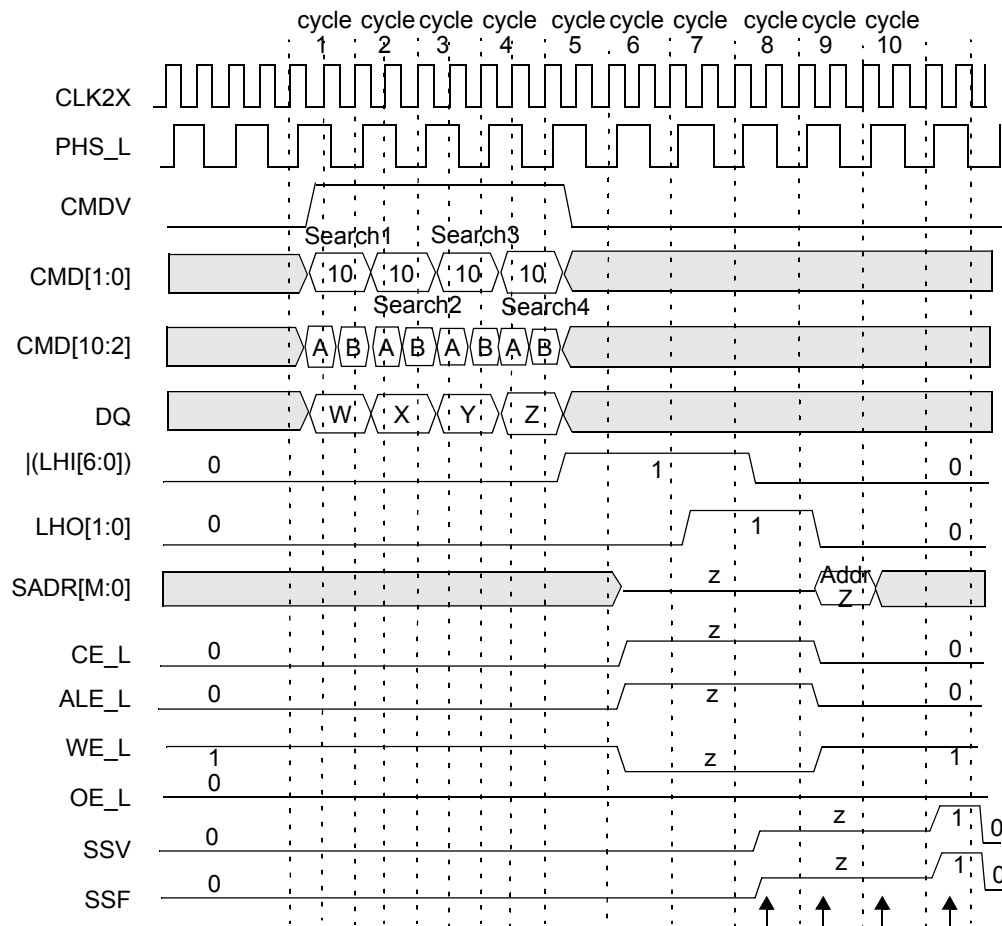 cycle cycle cycle cycle cycle cycle cycle cycle cycle cycle
1 2 3 4 5 6 7 8 9 10
CLK2X
PHS_L
CMDV
Search1 Search3
CMD[1:0] 10 10 10 10
Search2 Search4
CMD[10:2] A B A B A B A B
DQ W X Y Z
|(LHI[6:0]) 0 1 0
LHO[1:0] 0 1 0
SADR[M:0] z Addr
Z
CE_L 0 z 0
ALE_L 0 z 0
WE_L 1 z 1
OE_L 0
SSV 0 z 1 0
SSF 0 z 1 0